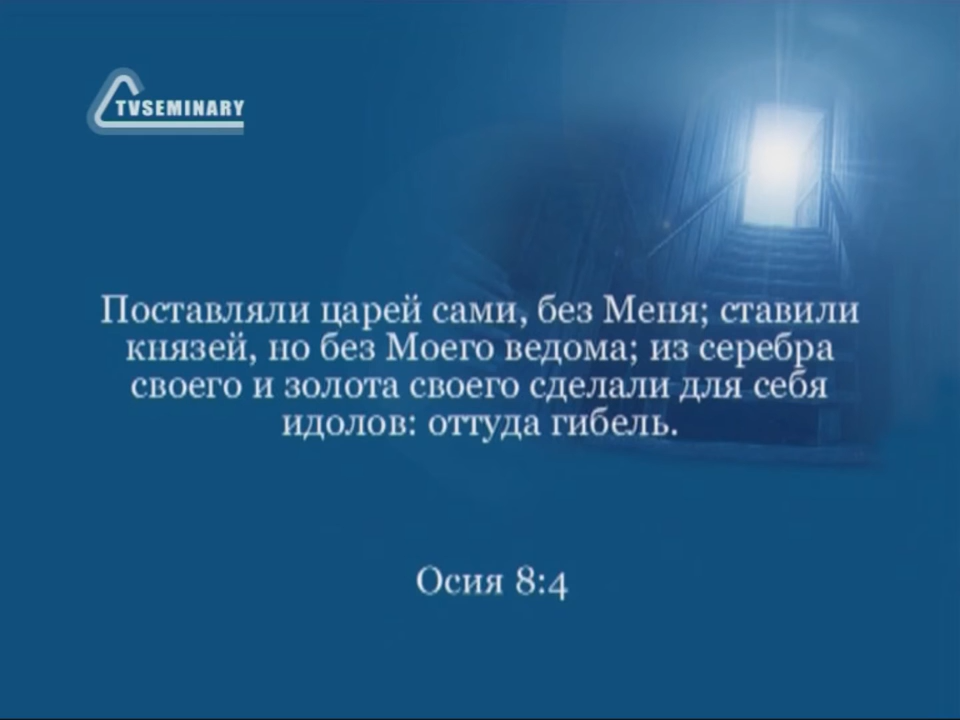 TVSEMINARY
Поставляли царей сами, без Меня; ставили
князей, но без Моего ведома; из серебра
своего и золота своего сделали для себя
идолов: оттуда гибель.
Осия 8:4